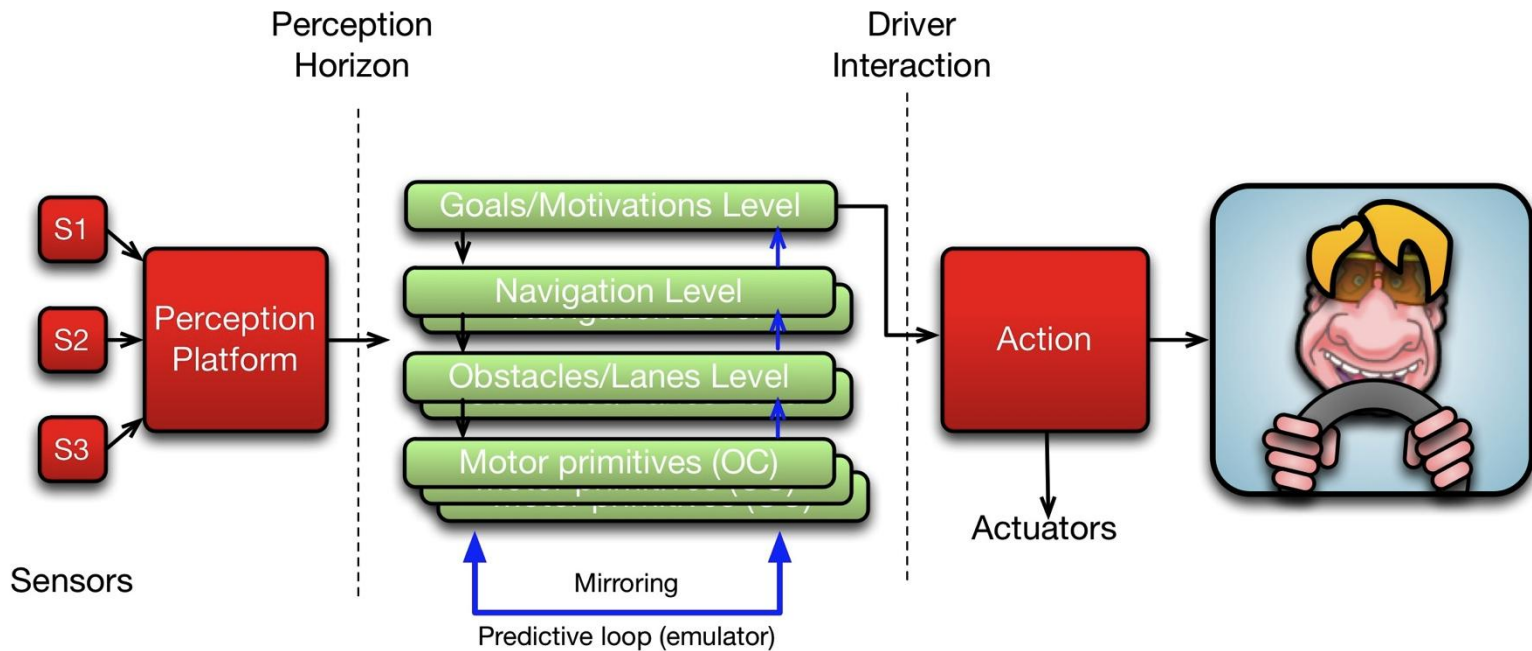 Perception
Horizon
Driver
Interaction
S1
S2
S3
Perception
Platform
Goals/Motivations Level
Navigation Level
Obstacles/Lanes Level
Motor primitives (OC)
Action
Actuators
Sensors
Mirroring
Predictive loop (emulator)